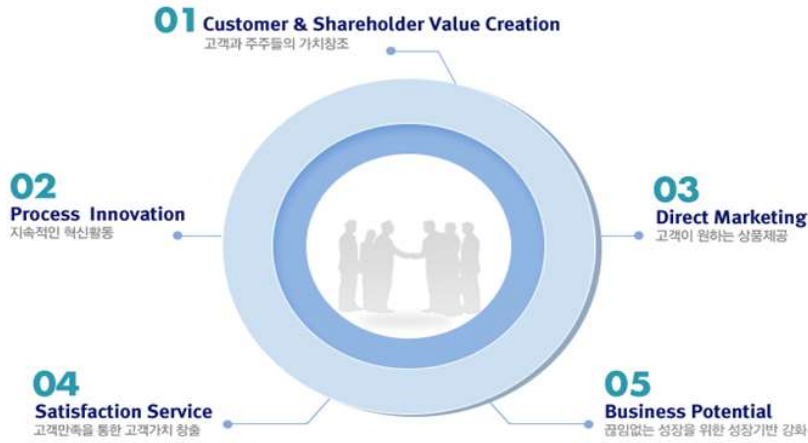 01 Customer & Shareholder Value Creation
고객과 주주들의 가치창조
02
Process Innovation
지속적인 혁신활동
03
Direct Marketing
고객이 원하는 상품제공
04
Satisfaction Service
고객만족을 통한 고객가치 창출
05
Business Potential
끊임없는 성장을 위한 성장기반 강화